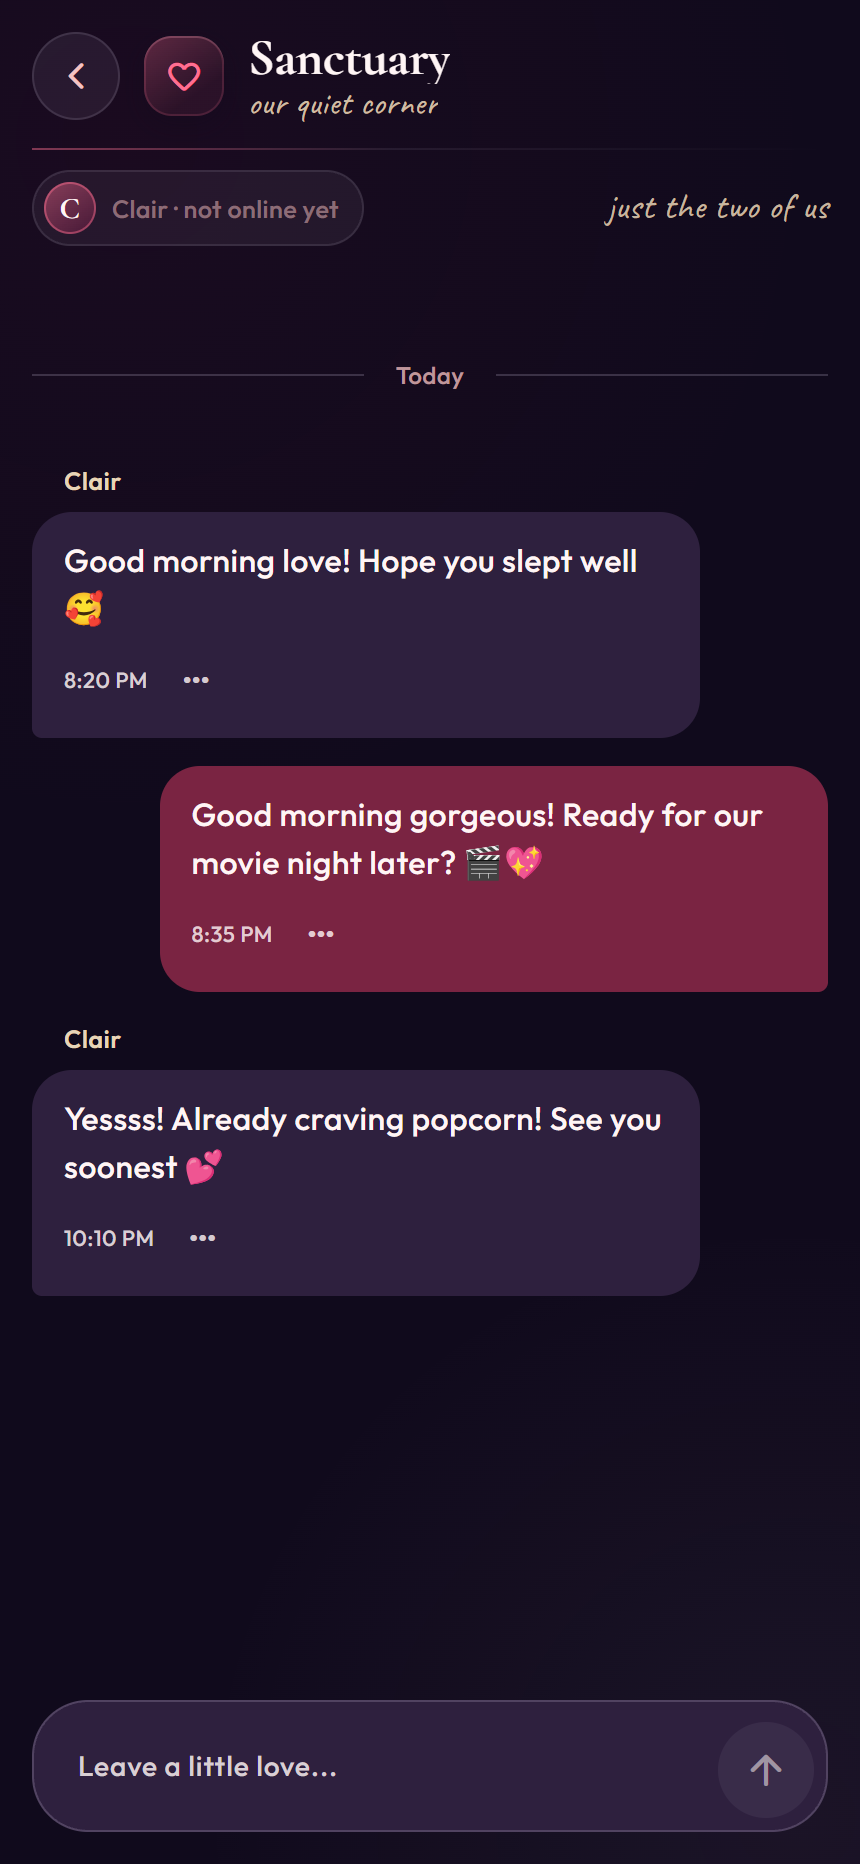 Sanctuary
our quiet corner
C
Clair · not online yet
just the two of us
Today
Clair
Good morning love! Hope you slept well
🥰
8:20 PM •••
Good morning gorgeous! Ready for our
movie night later? 🎬💖
8:35 PM •••
Clair
Yessss! Already craving popcorn! See you
soonest 💕
10:10 PM •••
Leave a little love...